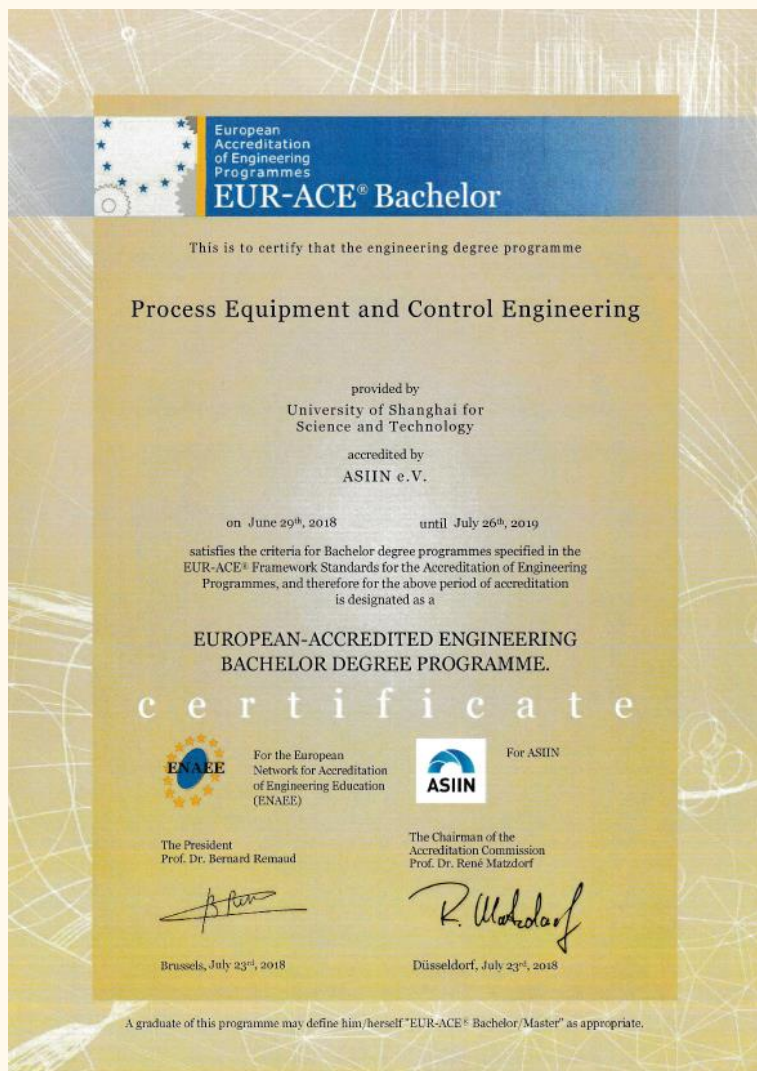 European
Accreditation
of Engineering
Programmes
EUR-ACE® Bachelor
This is to certify that the engineering degree programme
Process Equipment and Control Engineering
provided by
University of Shanghai for
Science and Technology
accredited by
ASIIN e.V.
on June 29th, 2018 until July 26th, 2019
satisfies the criteria for Bachelor degree programmes specified in the
EUR-ACE® Framework Standards for the Accreditation of Engineering
Programmes, and therefore for the above period of accreditation
is designated as a
EUROPEAN-ACCREDITED ENGINEERING
BACHELOR DEGREE PROGRAMME.
certificate
ENAEE
For the European
Network for Accreditation
of Engineering Education
(ENAEE)
ASIIN
For ASIIN
The President
Prof. Dr. Bernard Remaud
The Chairman of the
Accreditation Commission
Prof. Dr. René Matzdorf
R. Matzdorf
Brussels, July 23rd, 2018
Düsseldorf, July 23rd, 2018
A graduate of this programme may define him/herself "EUR-ACE® Bachelor/Master" as appropriate.